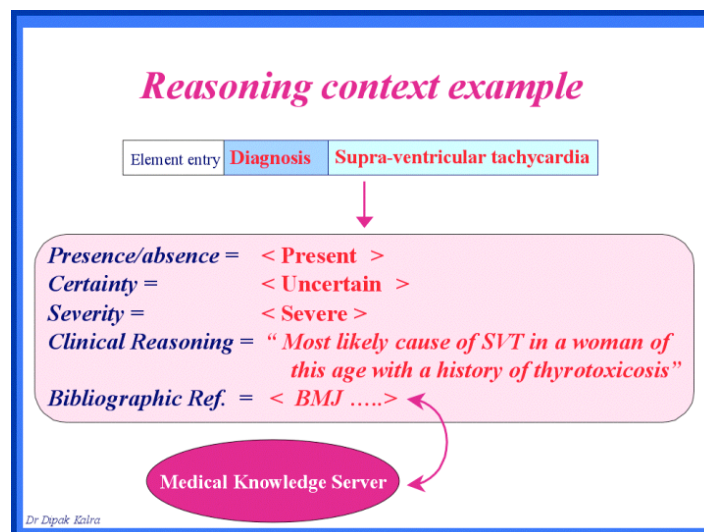 Reasoning context example
Element entry Diagnosis Supra-ventricular tachycardia
Presence/absence = < Present >
Certainty = < Uncertain >
Severity = < Severe >
Clinical Reasoning = “ Most likely cause of SVT in a woman of
this age with a history of thyrotoxicosis”
Bibliographic Ref. = < BMJ …..>
Medical Knowledge Server
Dr Dipak Kalra